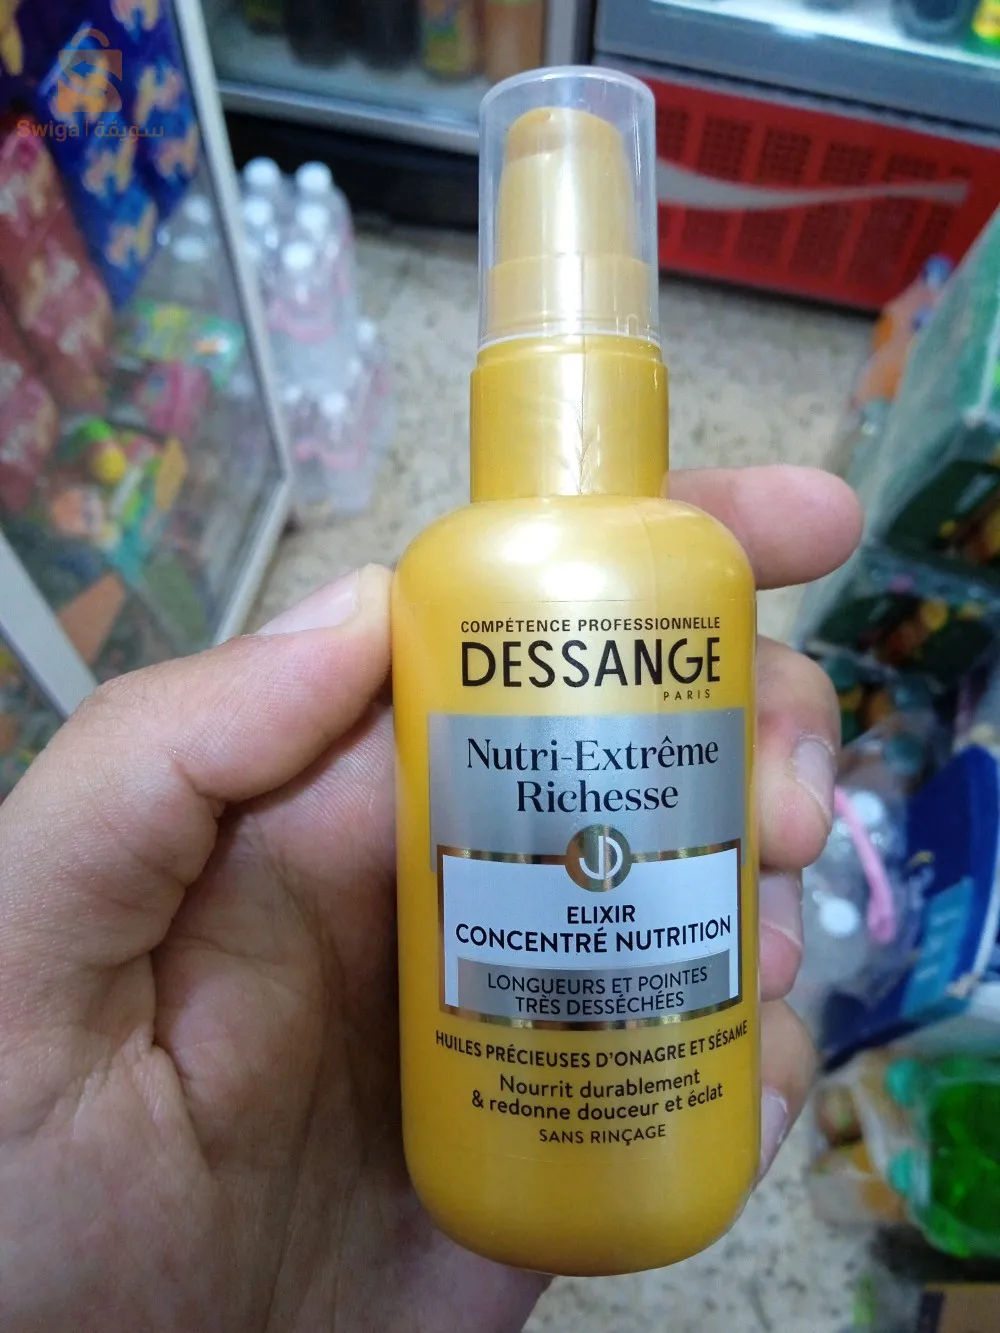 Swiga | سويقة
COMPÉTENCE PROFESSIONNELLE
DESSANGE
PARIS
Nutri-Extrême
Richesse
JD
ELIXIR
CONCENTRÉ NUTRITION
LONGUEURS ET POINTES
TRÈS DESSÉCHÉES
HUILES PRÉCIEUSES D'ONAGRE ET SÉSAME
Nourrit durablement
& redonne douceur et éclat
SANS RINÇAGE